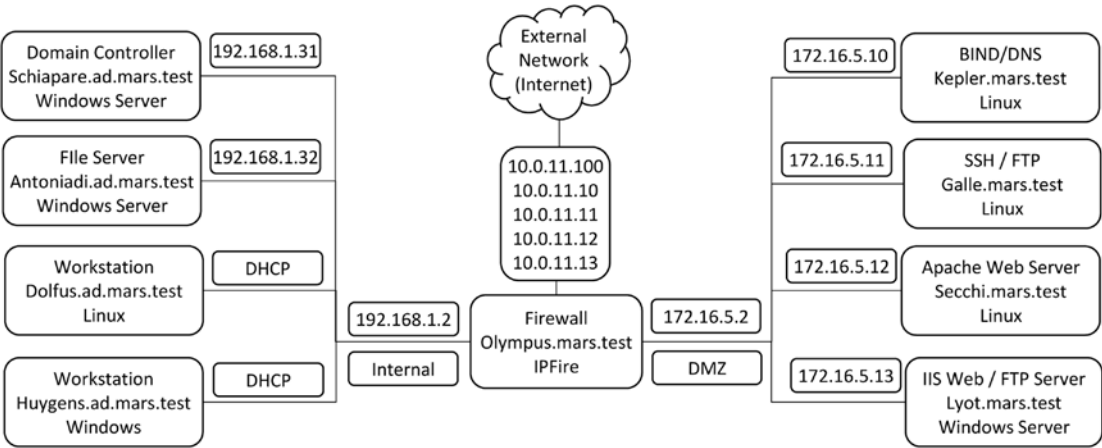 Domain Controller
Schiapare.ad.mars.test
Windows Server
192.168.1.31
FIle Server
Antoniadi.ad.mars.test
Windows Server
192.168.1.32
Workstation
Dolfus.ad.mars.test
Linux
DHCP
Workstation
Huygens.ad.mars.test
Windows
DHCP
192.168.1.2
Internal
External
Network
(Internet)
10.0.11.100
10.0.11.10
10.0.11.11
10.0.11.12
10.0.11.13
Firewall
Olympus.mars.test
IPFire
172.16.5.2
DMZ
172.16.5.10
BIND/DNS
Kepler.mars.test
Linux
172.16.5.11
SSH / FTP
Galle.mars.test
Linux
172.16.5.12
Apache Web Server
Secchi.mars.test
Linux
172.16.5.13
IIS Web / FTP Server
Lyot.mars.test
Windows Server